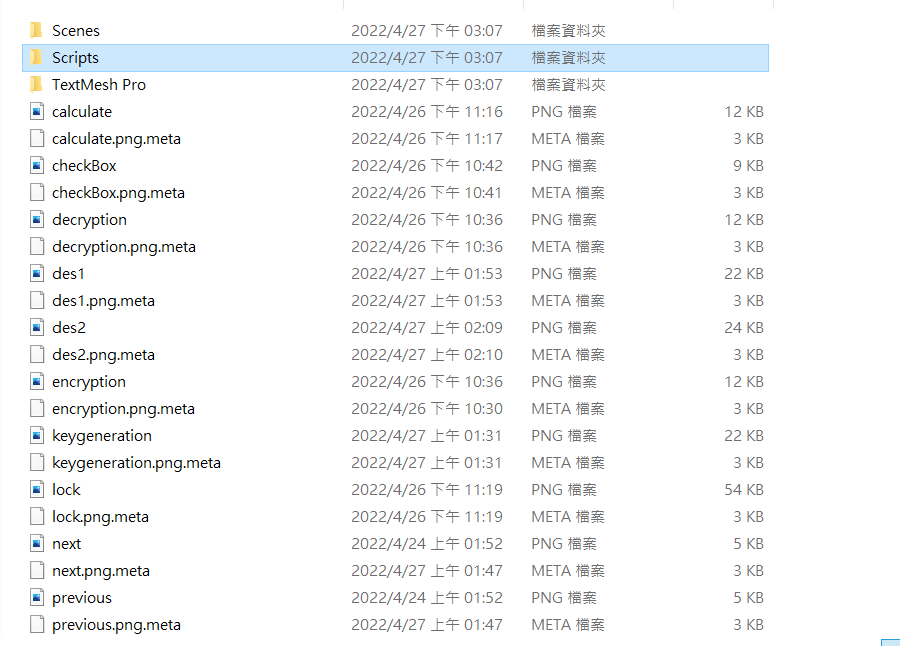 Scenes 2022/4/27 下午 03:07 檔案資料夾
Scripts 2022/4/27 下午 03:07 檔案資料夾
TextMesh Pro 2022/4/27 下午 03:07 檔案資料夾
calculate 2022/4/26 下午 11:16 PNG 檔案 12 KB
calculate.png.meta 2022/4/26 下午 11:17 META 檔案 3 KB
checkBox 2022/4/26 下午 10:42 PNG 檔案 9 KB
checkBox.png.meta 2022/4/26 下午 10:41 META 檔案 3 KB
decryption 2022/4/26 下午 10:36 PNG 檔案 12 KB
decryption.png.meta 2022/4/26 下午 10:36 META 檔案 3 KB
des1 2022/4/27 上午 01:53 PNG 檔案 22 KB
des1.png.meta 2022/4/27 上午 01:53 META 檔案 3 KB
des2 2022/4/27 上午 02:09 PNG 檔案 24 KB
des2.png.meta 2022/4/27 上午 02:10 META 檔案 3 KB
encryption 2022/4/26 下午 10:36 PNG 檔案 12 KB
encryption.png.meta 2022/4/26 下午 10:30 META 檔案 3 KB
keygeneration 2022/4/27 上午 01:31 PNG 檔案 22 KB
keygeneration.png.meta 2022/4/27 上午 01:31 META 檔案 3 KB
lock 2022/4/26 下午 11:19 PNG 檔案 54 KB
lock.png.meta 2022/4/26 下午 11:19 META 檔案 3 KB
next 2022/4/24 上午 01:52 PNG 檔案 5 KB
next.png.meta 2022/4/27 上午 01:47 META 檔案 3 KB
previous 2022/4/24 上午 01:52 PNG 檔案 5 KB
previous.png.meta 2022/4/27 上午 01:47 META 檔案 3 KB